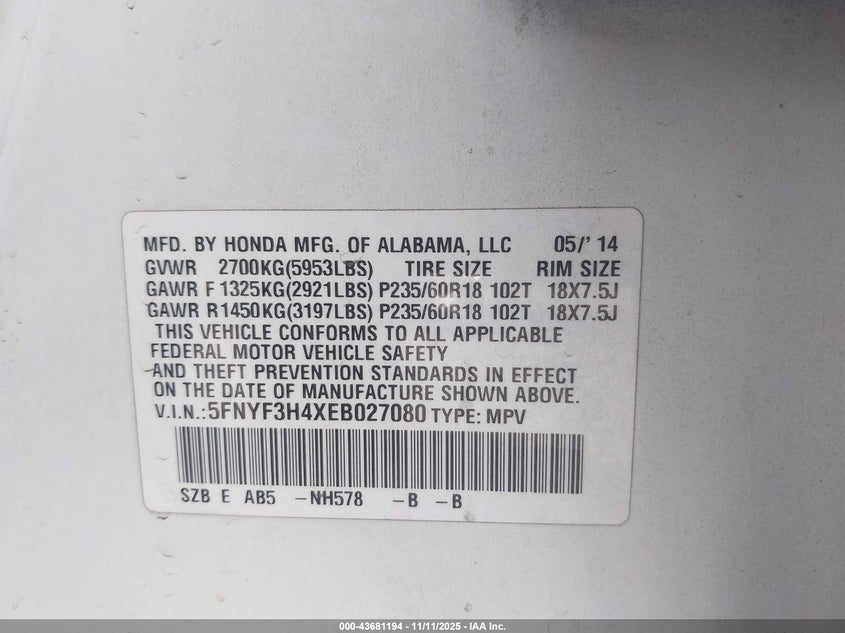 MFD. BY HONDA MFG. OF ALABAMA, LLC 05/'14
GVWR 2700KG(5953LBS) TIRE SIZE RIM SIZE
GAWR F 1325KG(2921LBS) P235/60R18 102T 18X7.5J
GAWR R 1450KG(3197LBS) P235/60R18 102T 18X7.5J
THIS VEHICLE CONFORMS TO ALL APPLICABLE
FEDERAL MOTOR VEHICLE SAFETY
AND THEFT PREVENTION STANDARDS IN EFFECT
ON THE DATE OF MANUFACTURE SHOWN ABOVE.
V.I.N.:5FNYF3H4XEB027080 TYPE: MPV
SZB E AB5 -NH578 -B -B
000-43681194 - 11/11/2025 - IAA Inc.